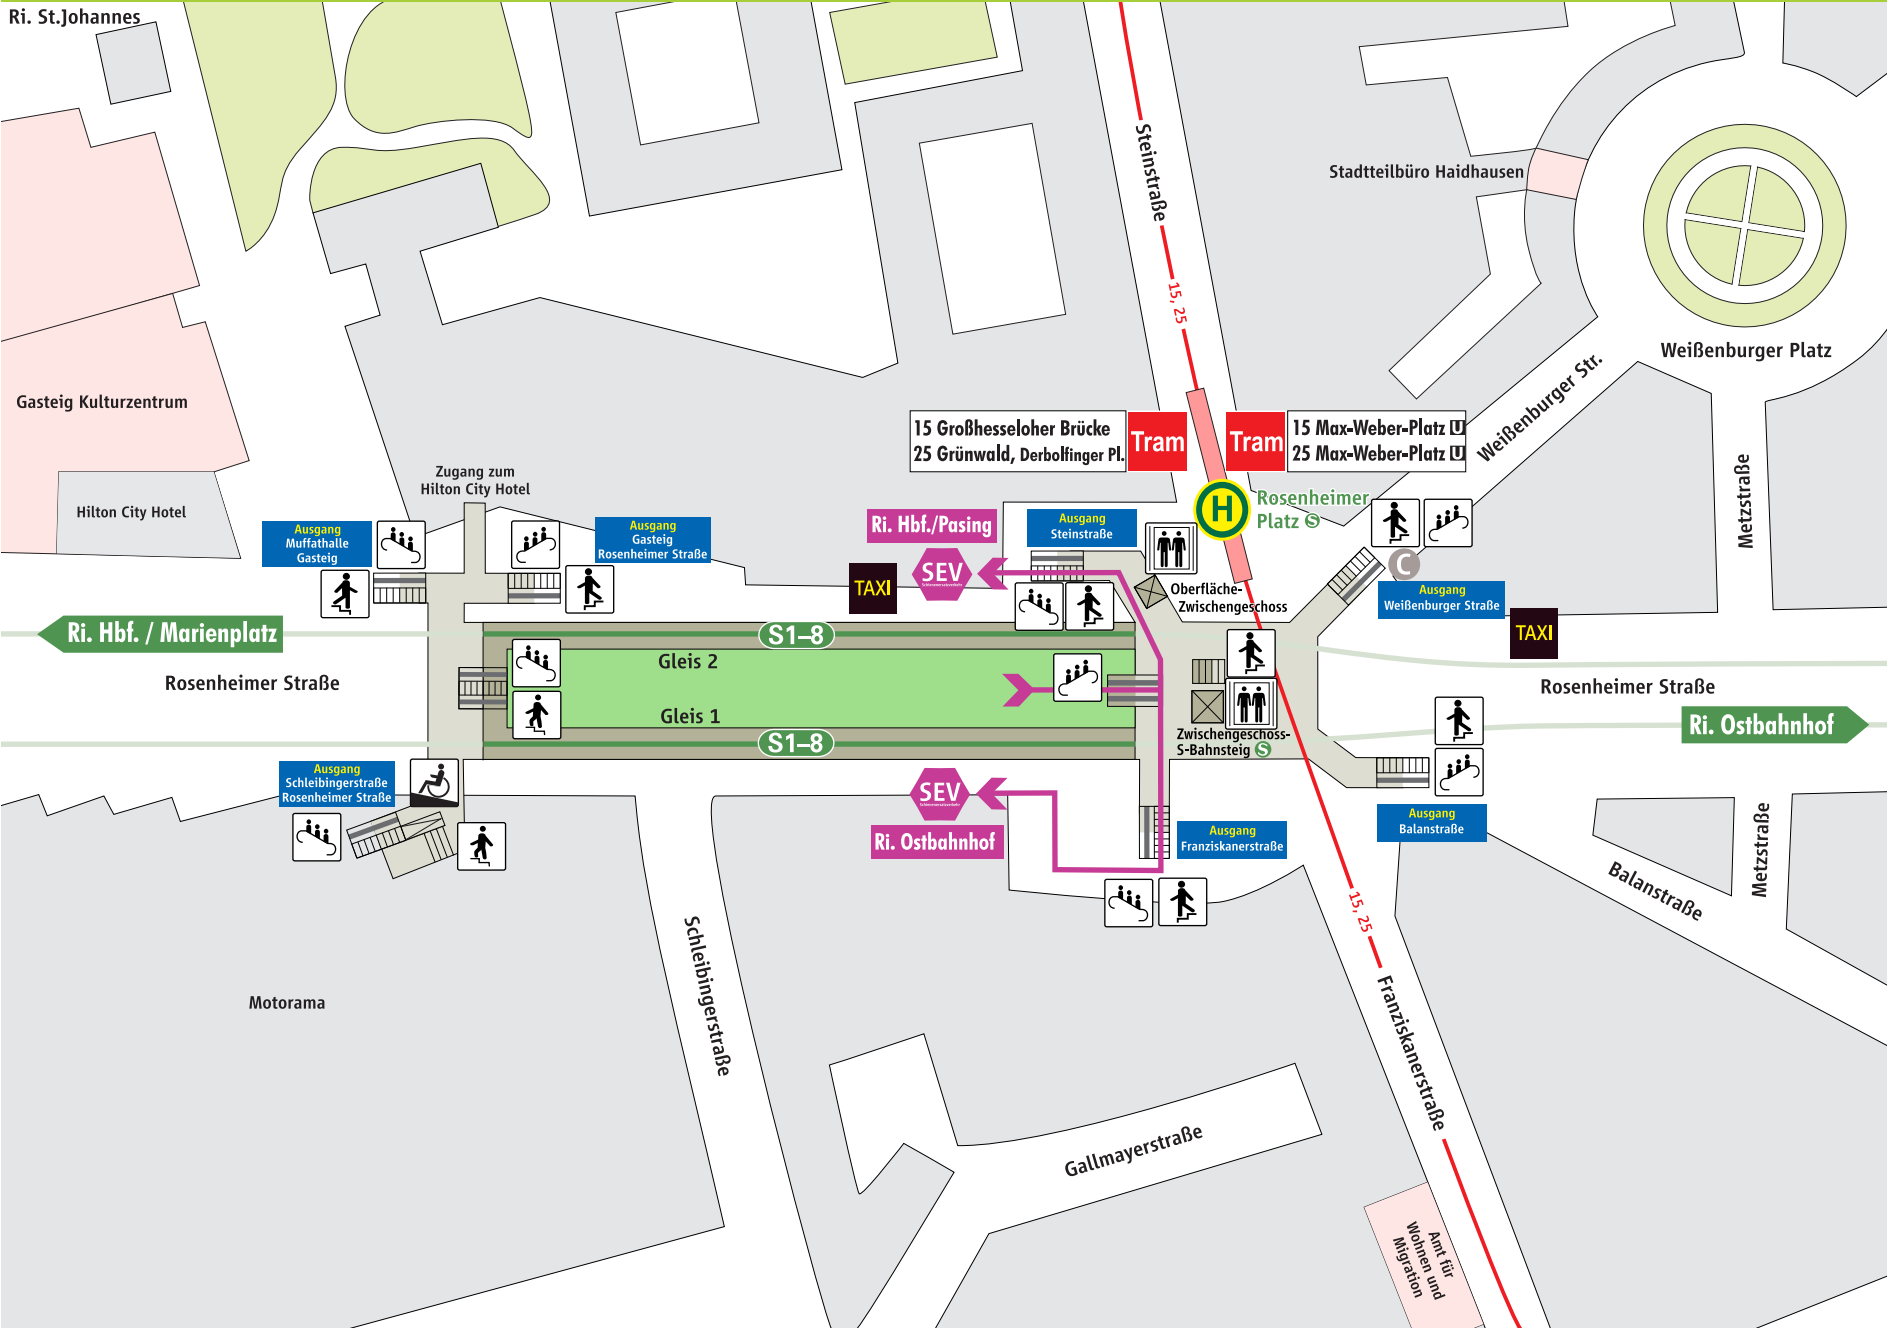 Ri. St.Johannes
Steinstraße
Stadtteilbüro Haidhausen
15, 25
Weißenburger Platz
Weißenburger Str.
Gasteig Kulturzentrum
15 Großhesseloher Brücke
25 Grünwald, Derbolfinger Pl.
Tram
Tram
15 Max-Weber-Platz U
25 Max-Weber-Platz U
Metzstraße
Zugang zum
Hilton City Hotel
Hilton City Hotel
Ausgang
Muffathalle
Gasteig
Ausgang
Gasteig
Rosenheimer Straße
Ri. Hbf./Pasing
SEV
Ausgang
Steinstraße
H
Rosenheimer
Platz S
C
TAXI
Oberfläche-
Zwischengeschoss
Ausgang
Weißenburger Straße
TAXI
Ri. Hbf. / Marienplatz
S1–8
Gleis 2
Rosenheimer Straße
Rosenheimer Straße
Gleis 1
S1–8
Zwischengeschoss-
S-Bahnsteig S
Ri. Ostbahnhof
Ausgang
Schleibingerstraße
Rosenheimer Straße
SEV
Ri. Ostbahnhof
Ausgang
Franziskanerstraße
Ausgang
Balanstraße
Metzstraße
Balanstraße
15, 25
Schleibingerstraße
Motorama
Franziskanerstraße
Gallmayerstraße
Amt für
Wohnen und
Migration